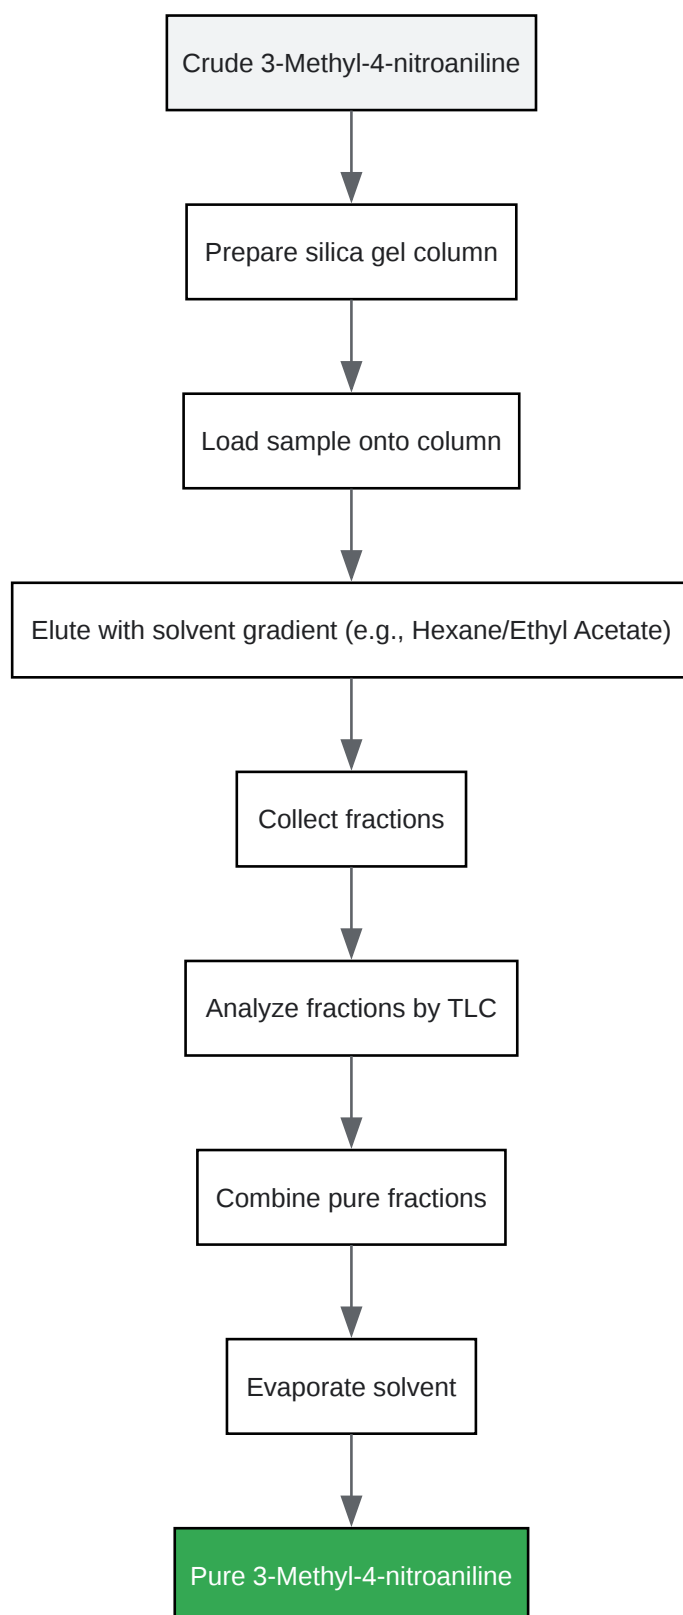 Crude 3-Methyl-4-nitroaniline
Prepare silica gel column
Load sample onto column
Elute with solvent gradient (e.g., Hexane/Ethyl Acetate)
Collect fractions
Analyze fractions by TLC
Combine pure fractions
Evaporate solvent
Pure 3-Methyl-4-nitroaniline